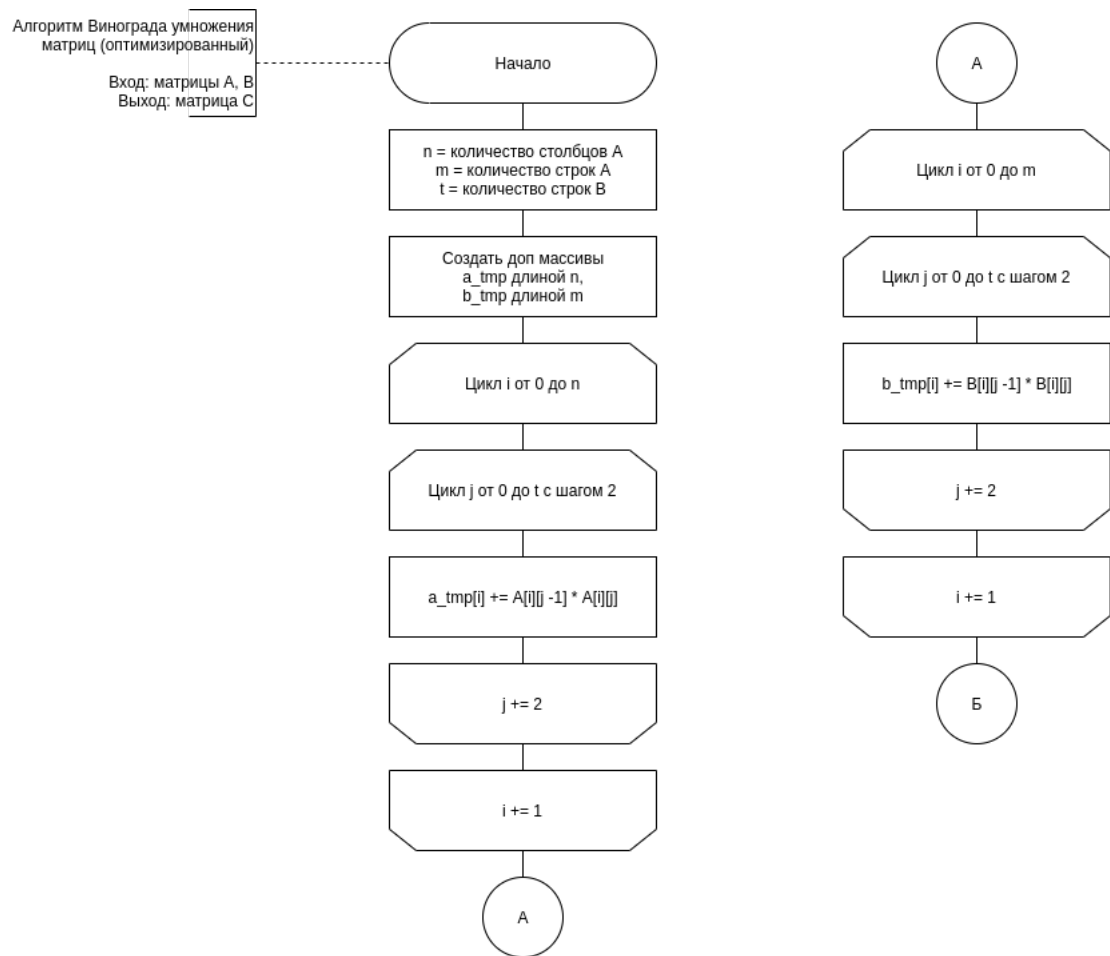 Алгоритм Винограда умножения
матриц (оптимизированный)
Вход: матрицы A, B
Выход: матрица C
Начало
n = количество столбцов A
m = количество строк A
t = количество строк B
Создать доп массивы
a_tmp длиной n,
b_tmp длиной m
Цикл i от 0 до n
Цикл j от 0 до t с шагом 2
a_tmp[i] += A[i][j -1] * A[i][j]
j += 2
i += 1
А
А
Цикл i от 0 до m
Цикл j от 0 до t с шагом 2
b_tmp[i] += B[i][j -1] * B[i][j]
j += 2
i += 1
Б